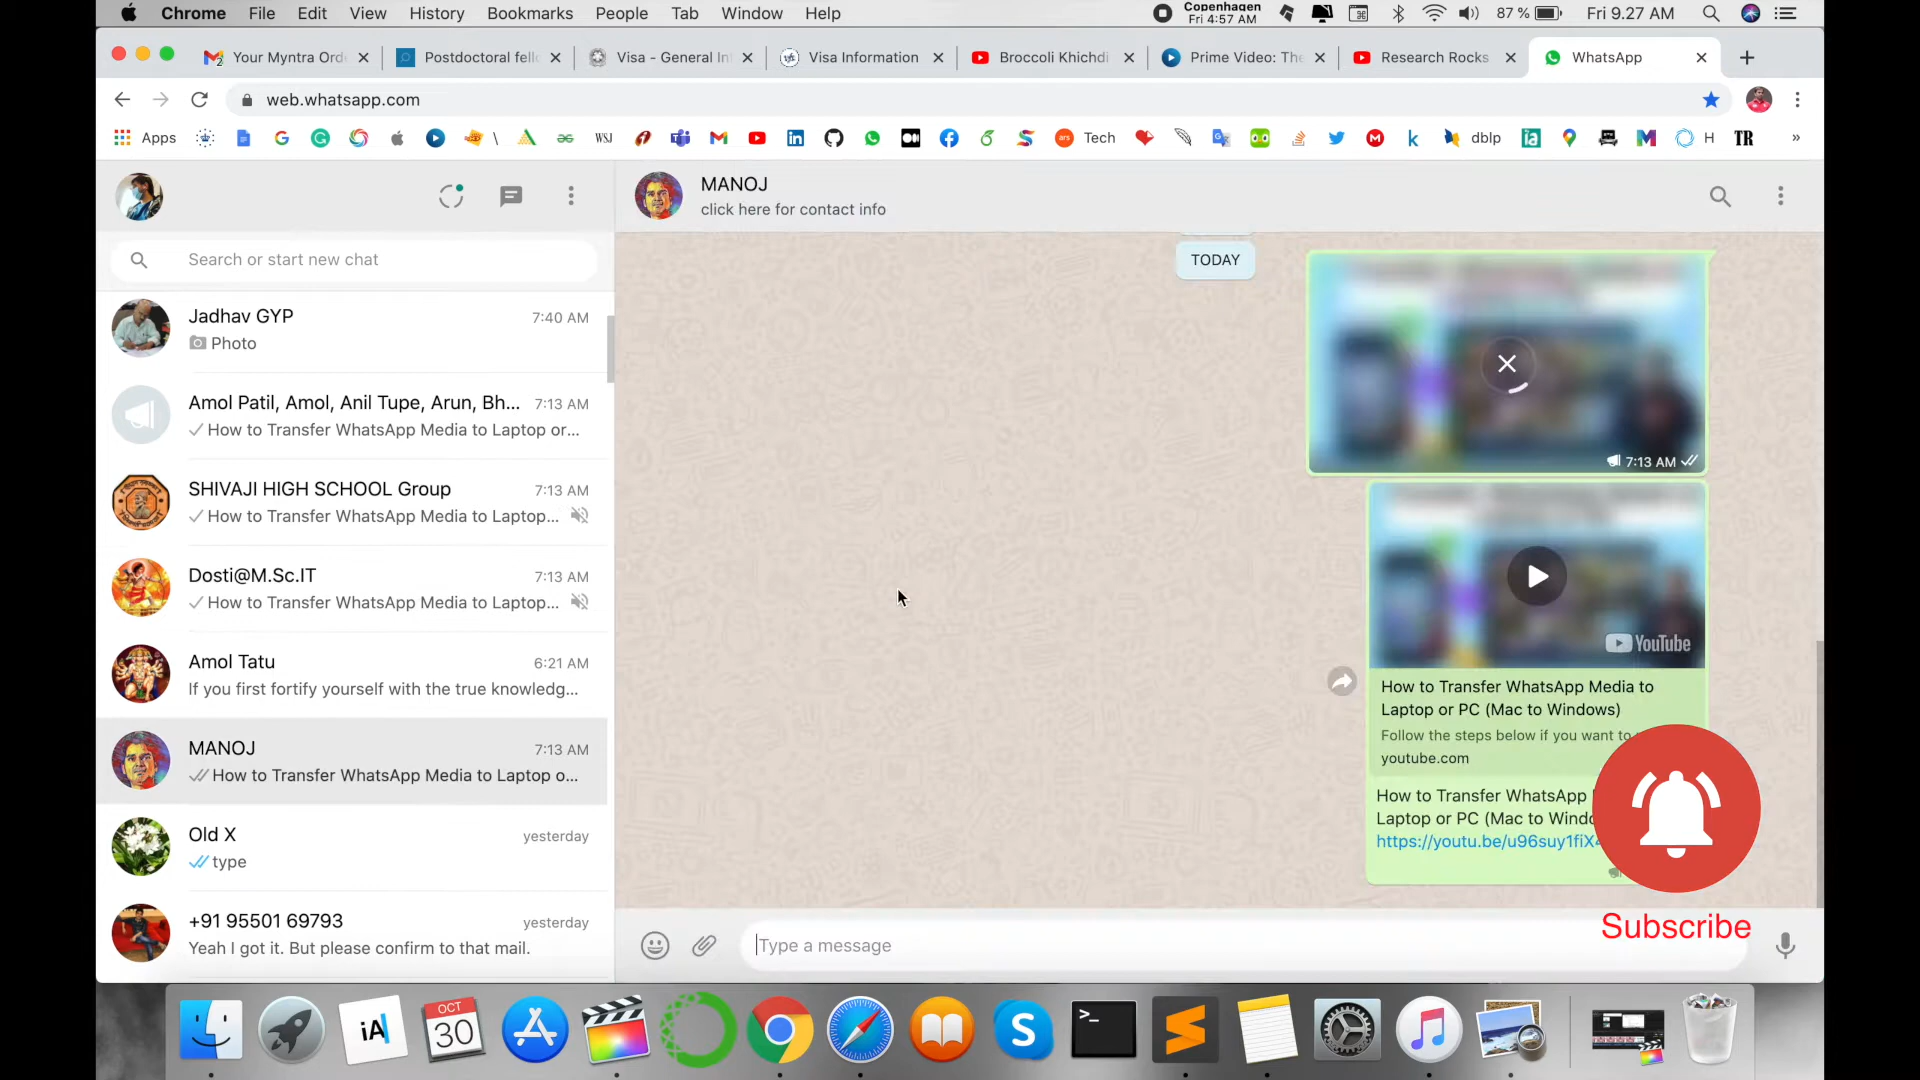 Chrome File Edit View History Bookmarks People Tab Window Help
Copenhagen
Fri 4:57 AM
87 %
Fri 9.27 AM
Your Myntra Ord
Postdoctoral fell
Visa - General In
Visa Information
Broccoli Khichdi
Prime Video: The
Research Rocks
WhatsApp
web.whatsapp.com
Apps
\
WSJ
ars
Tech
dblp
H
TR
»
MANOJ
click here for contact info
Search or start new chat
TODAY
Jadhav GYP
7:40 AM
Photo
Amol Patil, Amol, Anil Tupe, Arun, Bh...
7:13 AM
How to Transfer WhatsApp Media to Laptop or...
SHIVAJI HIGH SCHOOL Group
7:13 AM
How to Transfer WhatsApp Media to Laptop...
Dosti@M.Sc.IT
7:13 AM
How to Transfer WhatsApp Media to Laptop...
Amol Tatu
6:21 AM
If you first fortify yourself with the true knowledg...
MANOJ
7:13 AM
How to Transfer WhatsApp Media to Laptop o...
Old X
yesterday
type
+91 95501 69793
yesterday
Yeah I got it. But please confirm to that mail.
7:13 AM
YouTube
How to Transfer WhatsApp Media to
Laptop or PC (Mac to Windows)
Follow the steps below if you want to
youtube.com
How to Transfer WhatsApp
Laptop or PC (Mac to Windo
https://youtu.be/u96suy1fiX
Subscribe
Type a message
iA
OCT
30
S
>_